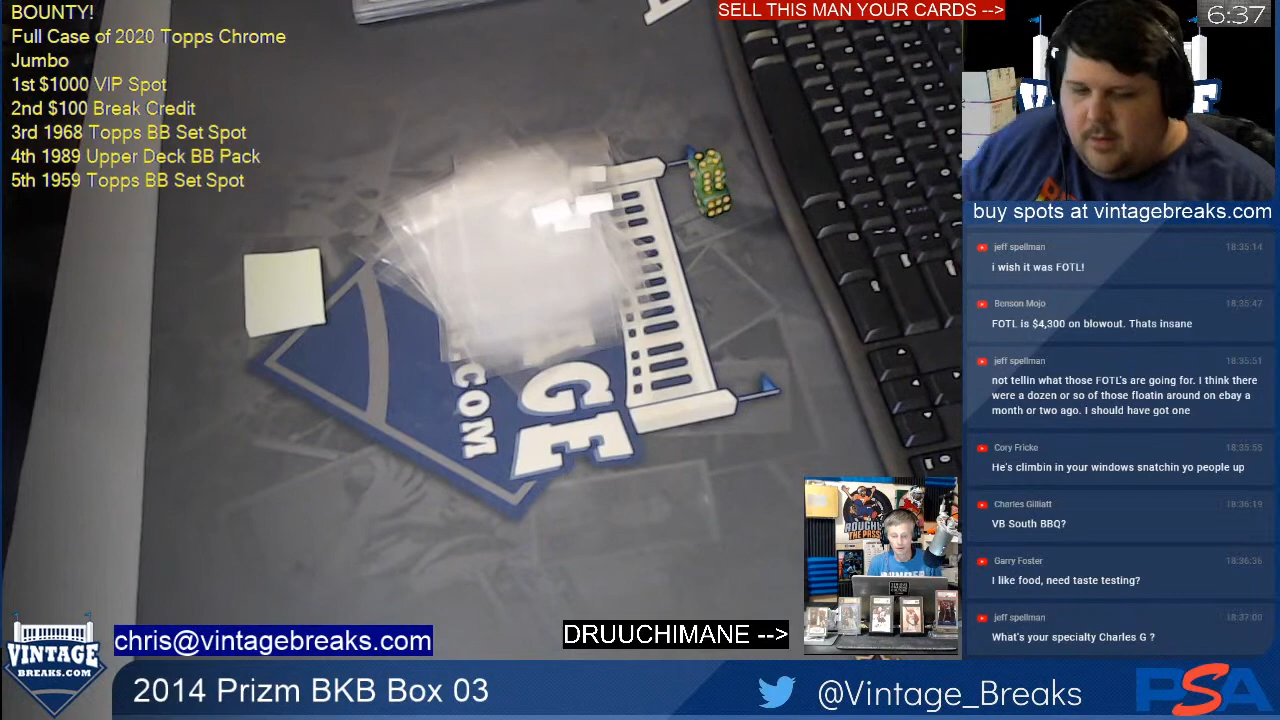 BOUNTY!
Full Case of 2020 Topps Chrome
Jumbo
1st $1000 VIP Spot
2nd $100 Break Credit
3rd 1968 Topps BB Set Spot
4th 1989 Upper Deck BB Pack
5th 1959 Topps BB Set Spot
SELL THIS MAN YOUR CARDS -->
6:37
buy spots at vintagebreaks.com
jeff spellman 18:35:14
i wish it was FOTL!
Benson Mojo 18:35:47
FOTL is $4,300 on blowout. Thats insane
jeff spellman 18:35:51
not tellin what those FOTL's are going for. I think there
were a dozen or so of those floatin around on ebay a
month or two ago. I should have got one
Cory Fricke 18:35:55
He's climbin in your windows snatchin yo people up
Charles Gilliatt 18:36:19
VB South BBQ?
Garry Foster 18:36:36
I like food, need taste testing?
jeff spellman 18:37:00
What's your specialty Charles G ?
GE
.COM
ROUGHING
THE PASS
DRUUCHIMANE -->
chris@vintagebreaks.com
VINTAGE
BREAKS.COM
2014 Prizm BKB Box 03
@Vintage_Breaks
PSA